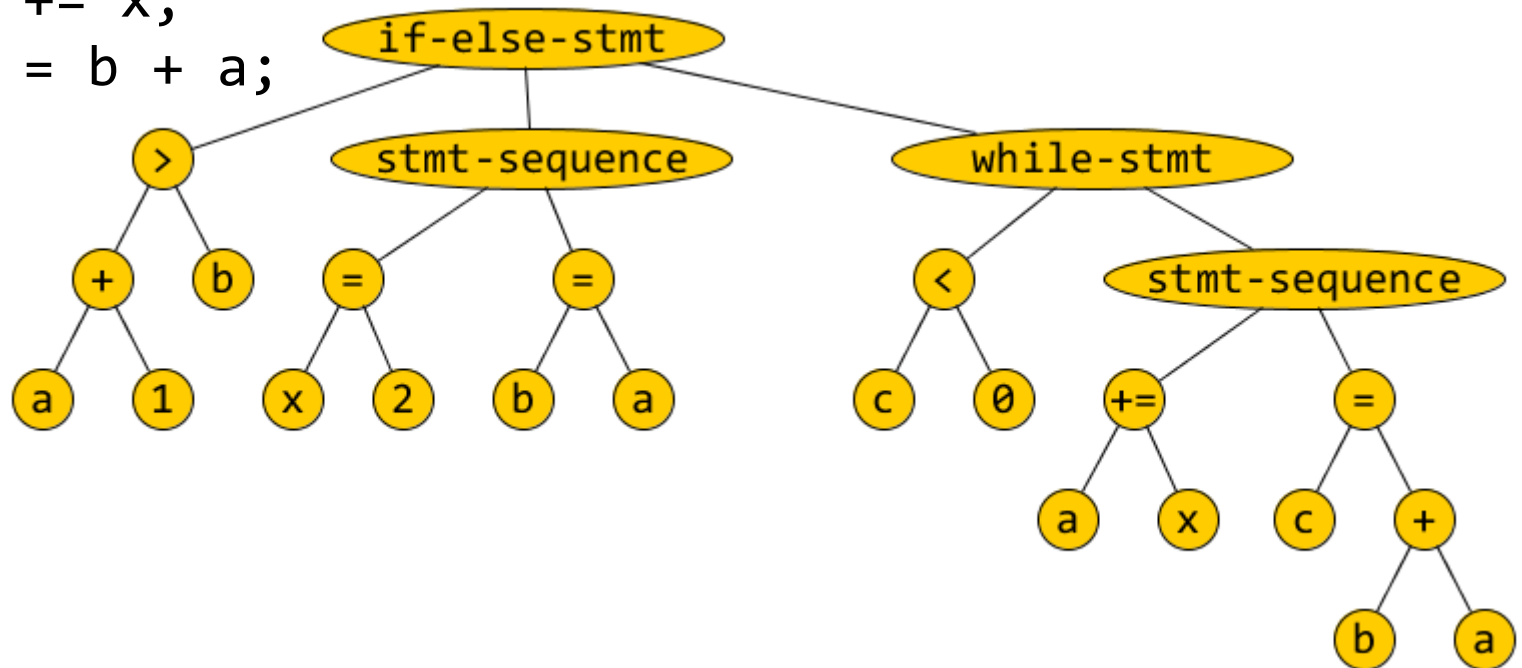 += x;
= b + a;
if-else-stmt
> stmt-sequence while-stmt
+ b = = < stmt-sequence
a 1 x 2 b a c 0 += =
a x c +
b a